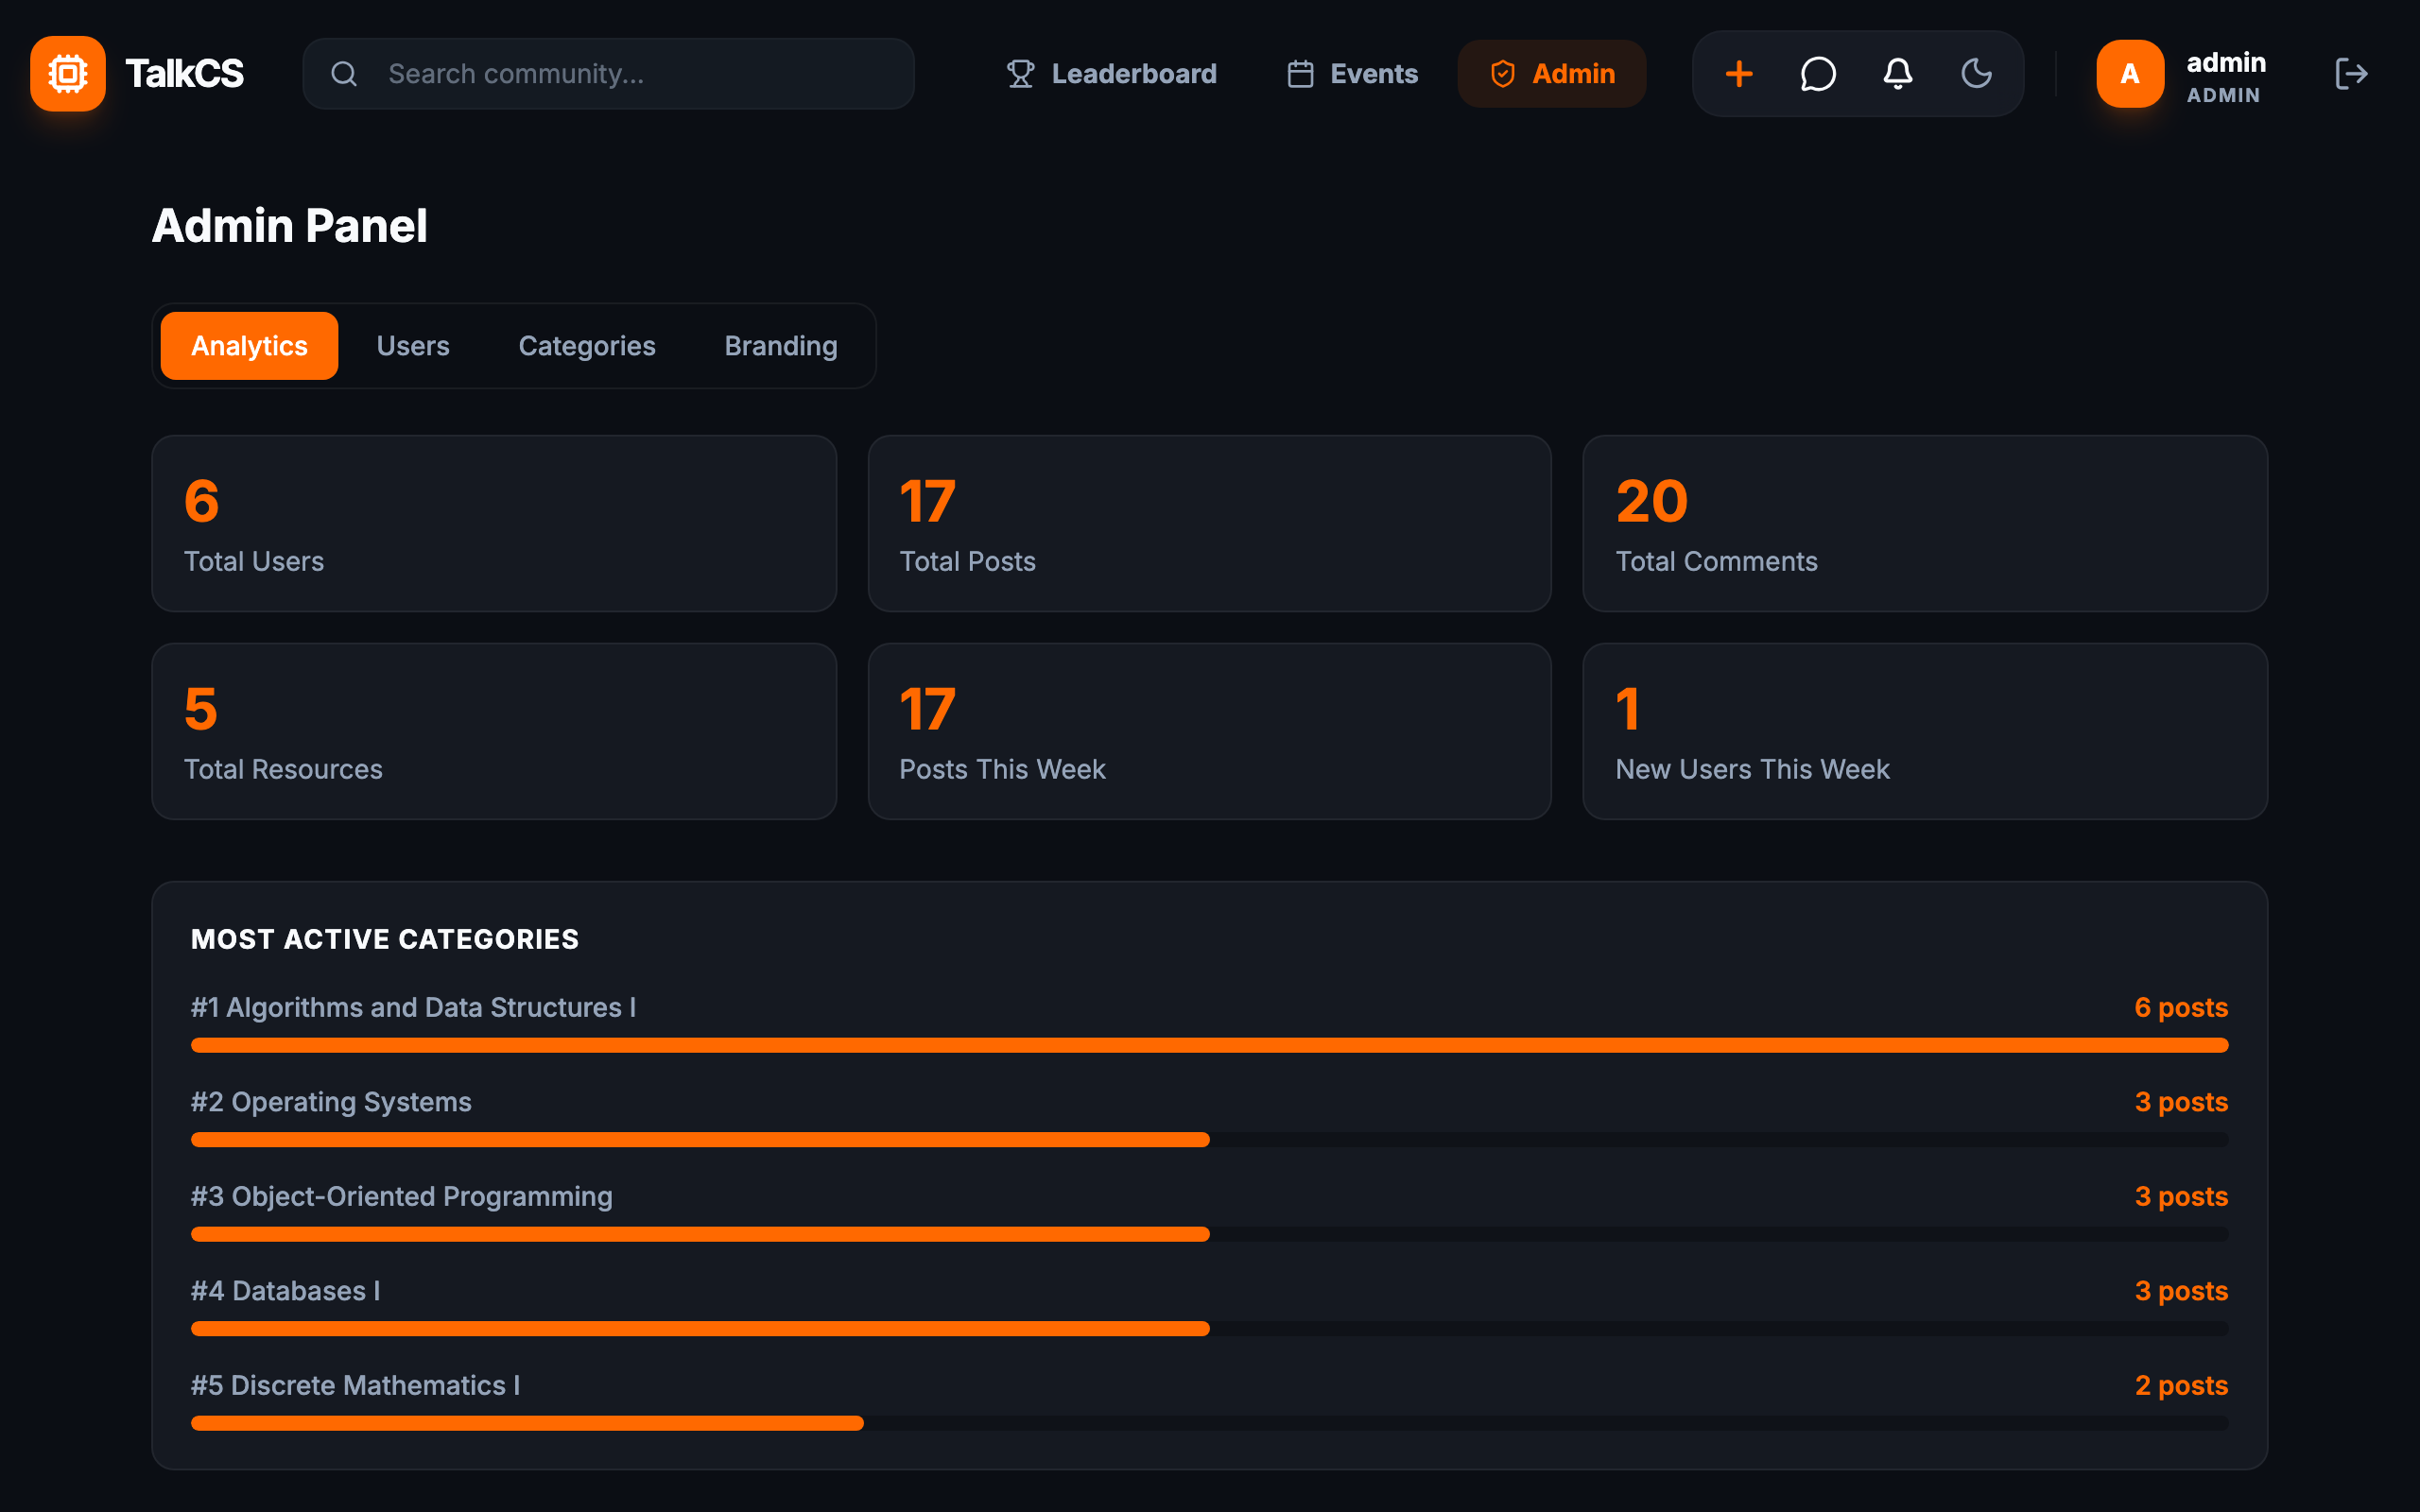 TalkCS
Search community...
Leaderboard
Events
Admin
A
admin
ADMIN
Admin Panel
Analytics
Users
Categories
Branding
6
Total Users
17
Total Posts
20
Total Comments
5
Total Resources
17
Posts This Week
1
New Users This Week
MOST ACTIVE CATEGORIES
#1 Algorithms and Data Structures I
6 posts
#2 Operating Systems
3 posts
#3 Object-Oriented Programming
3 posts
#4 Databases I
3 posts
#5 Discrete Mathematics I
2 posts